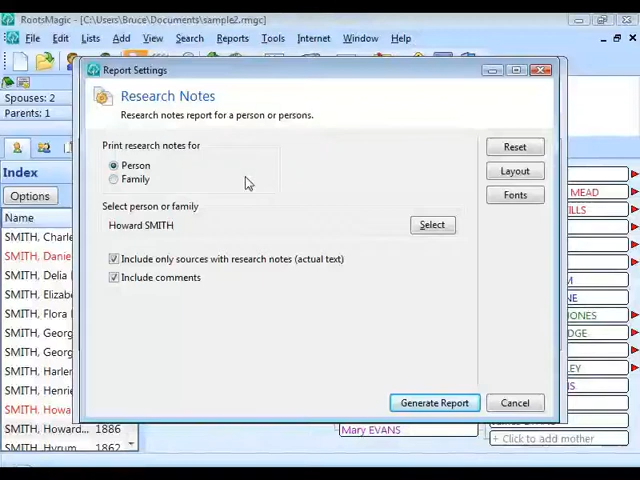 RootsMagic - [C:\Users\Bruce\Documents\sample2.rmgc]
File Edit Lists Add View Search Reports Tools Internet Window Help
Spouses: 2
Parents: 1
Index
Options
Name
SMITH, Charle
SMITH, Danie
SMITH, Delia
SMITH, Elizabe
SMITH, Flora
SMITH, Georg
SMITH, Georg
SMITH, Harler
SMITH, Henrie
SMITH, Howa
SMITH, Howard... 1886
SMITH, Hyrum 1862
Report Settings
Research Notes
Research notes report for a person or persons.
Print research notes for
Person
Family
Select person or family
Howard SMITH
Select
Include only sources with research notes (actual text)
Include comments
Reset
Layout
Fonts
Generate Report
Cancel
MEAD
JONES
Mary EVANS
+ Click to add mother